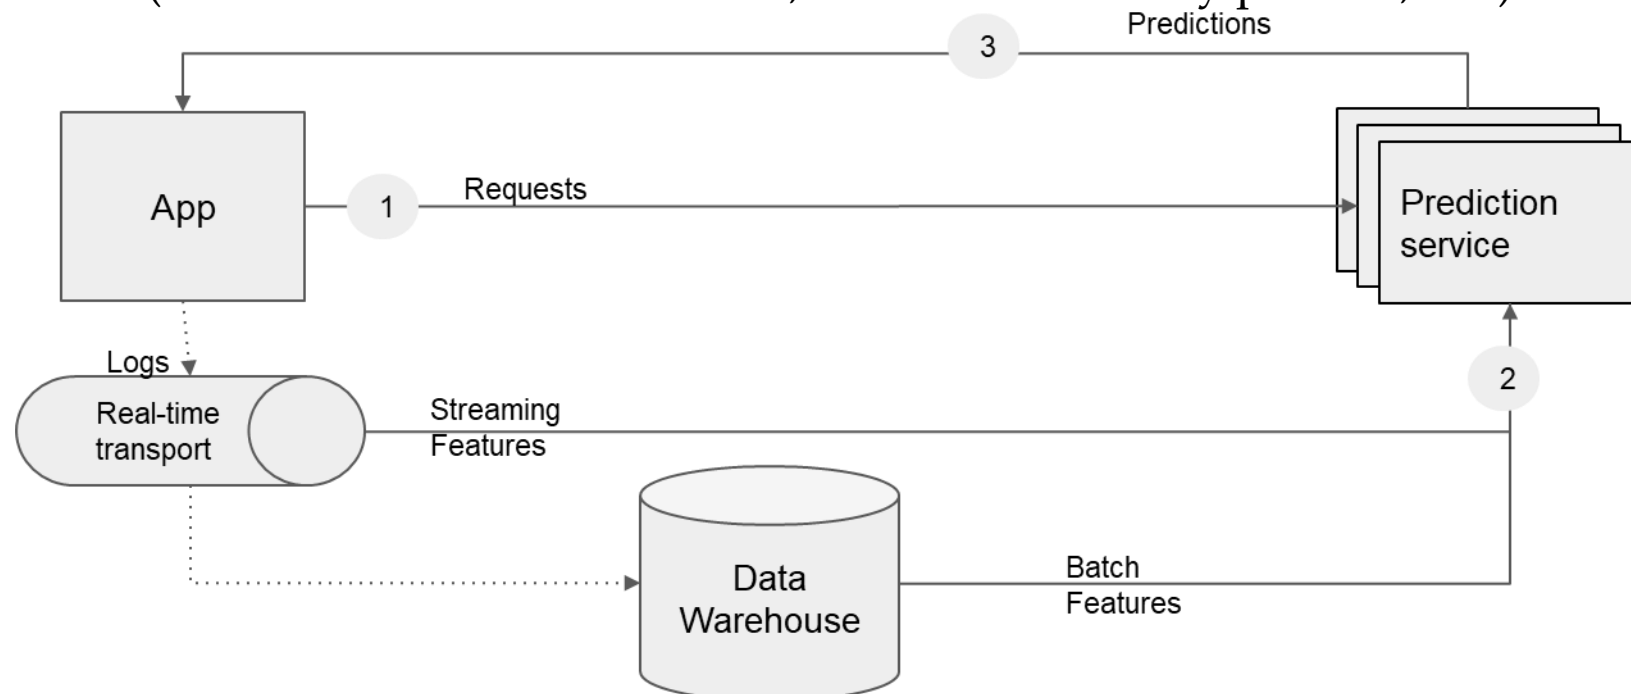 Predictions
3
App
1
Requests
Prediction
service
Logs
2
Real-time
transport
Streaming
Features
Data
Warehouse
Batch
Features